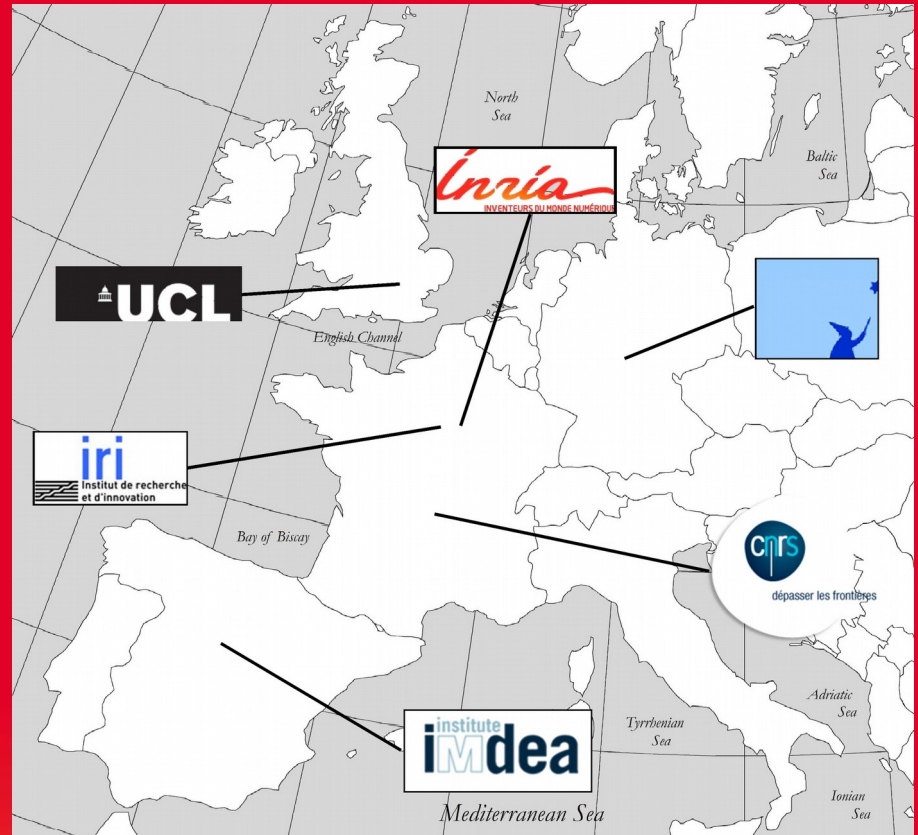 North
Sea
Baltic
Sea
Inría
INVENTEURS DU MONDE NUMÉRIQUE
UCL
English Channel
iri
Institut de recherche
et d'innovation
Bay of Biscay
cnrs
dépasser les frontières
Adriatic
Sea
Tyrrhenian
Sea
institute
iMdea
Mediterranean Sea
Ionian
Sea